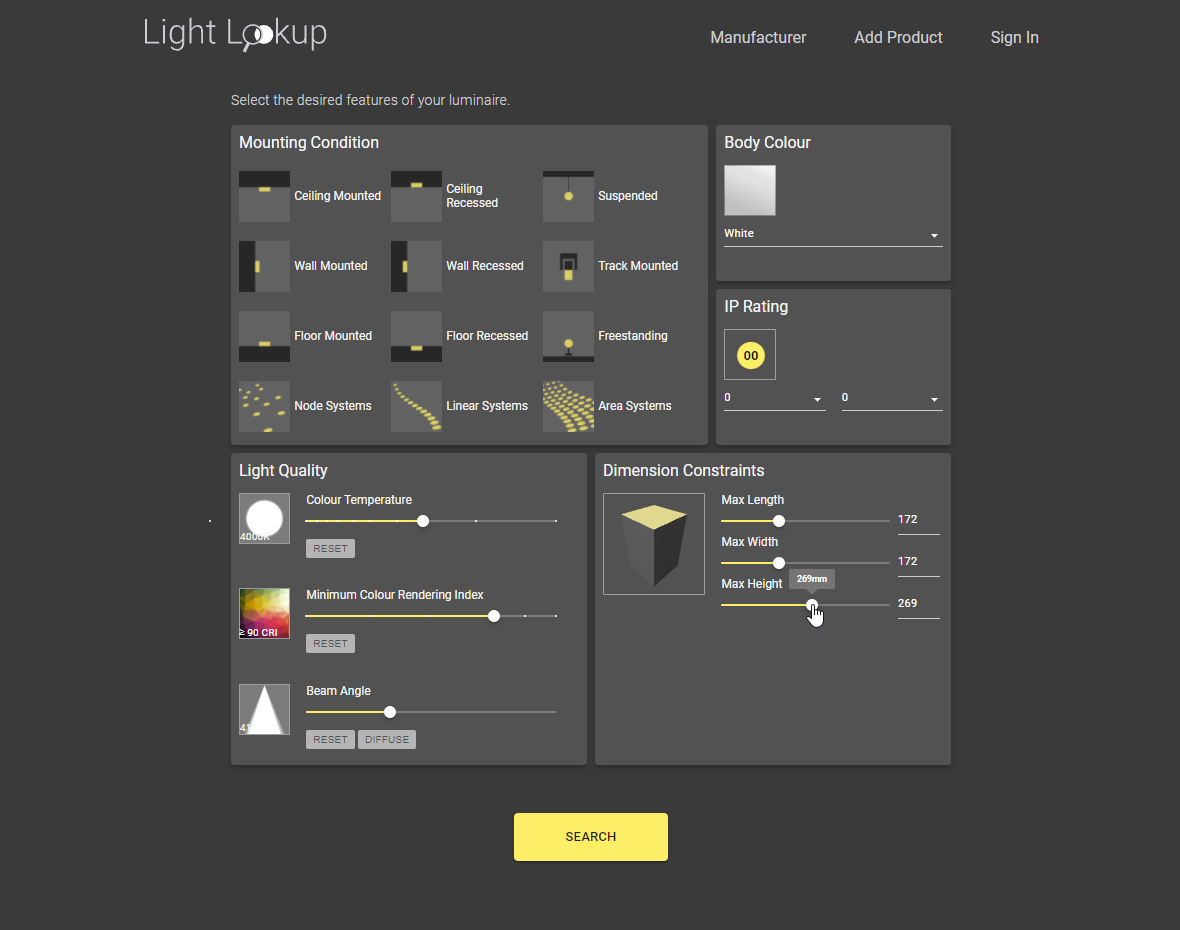 Light Lookup
Manufacturer
Add Product
Sign In
Select the desired features of your luminaire.
Mounting Condition
Ceiling Mounted
Ceiling
Recessed
Suspended
Wall Mounted
Wall Recessed
Track Mounted
Floor Mounted
Floor Recessed
Freestanding
Node Systems
Linear Systems
Area Systems
Body Colour
White
IP Rating
00
0
0
Light Quality
Colour Temperature
4000K
RESET
Minimum Colour Rendering Index
≥ 90 CRI
RESET
Beam Angle
RESET
DIFFUSE
Dimension Constraints
Max Length
172
Max Width
172
Max Height
269mm
269
SEARCH